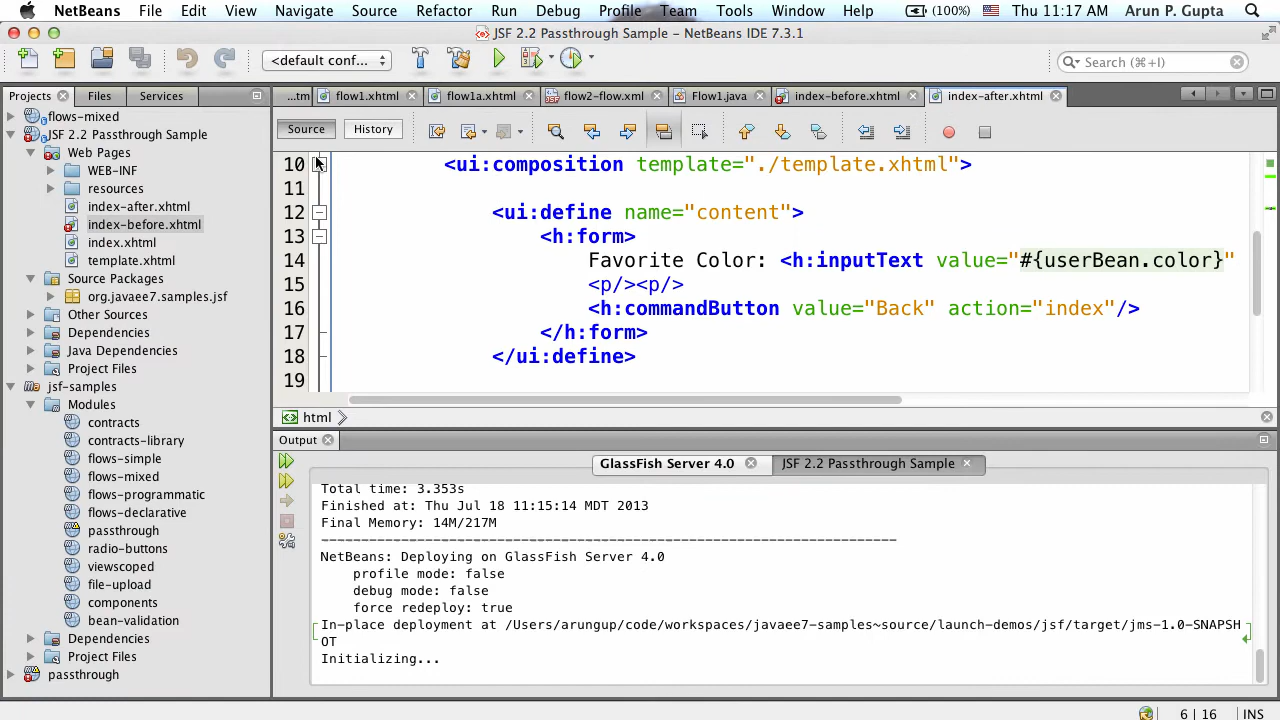 NetBeans File Edit View Navigate Source Refactor Run Debug Profile Team Tools Window Help (100%) Thu 11:17 AM Arun P. Gupta
JSF 2.2 Passthrough Sample – NetBeans IDE 7.3.1
<default conf...
Search (⌘+I)
Projects Files Services
...tm flow1.xhtml flow1a.xhtml flow2-flow.xml Flow1.java index-before.xhtml index-after.xhtml
Source History
flows-mixed
JSF 2.2 Passthrough Sample
Web Pages
WEB-INF
resources
index-after.xhtml
index-before.xhtml
index.xhtml
template.xhtml
Source Packages
org.javaee7.samples.jsf
Other Sources
Dependencies
Java Dependencies
Project Files
jsf-samples
Modules
contracts
contracts-library
flows-simple
flows-mixed
flows-programmatic
flows-declarative
passthrough
radio-buttons
viewscoped
file-upload
components
bean-validation
Dependencies
Project Files
passthrough
10 <ui:composition template="./template.xhtml">
11
12 <ui:define name="content">
13 <h:form>
14 Favorite Color: <h:inputText value="#{userBean.color}"
15 <p/><p/>
16 <h:commandButton value="Back" action="index"/>
17 </h:form>
18 </ui:define>
19
html
Output
GlassFish Server 4.0 JSF 2.2 Passthrough Sample
Total time: 3.353s
Finished at: Thu Jul 18 11:15:14 MDT 2013
Final Memory: 14M/217M
------------------------------------------------------------------------
NetBeans: Deploying on GlassFish Server 4.0
profile mode: false
debug mode: false
force redeploy: true
In-place deployment at /Users/arungup/code/workspaces/javaee7-samples~source/launch-demos/jsf/target/jms-1.0-SNAPSH
OT
Initializing...
6 | 16 INS